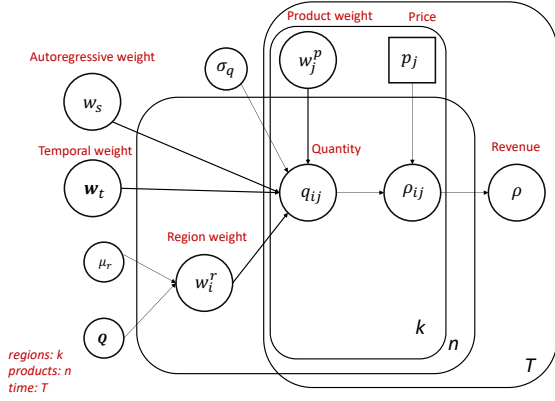 Product weight
Price
Autoregressive weight
σ_q
w_j^p
p_j
w_s
Temporal weight
Quantity
Revenue
w_t
q_ij
ρ_ij
ρ
Region weight
μ_r
w_i^r
Q
k
n
T
regions: k
products: n
time: T